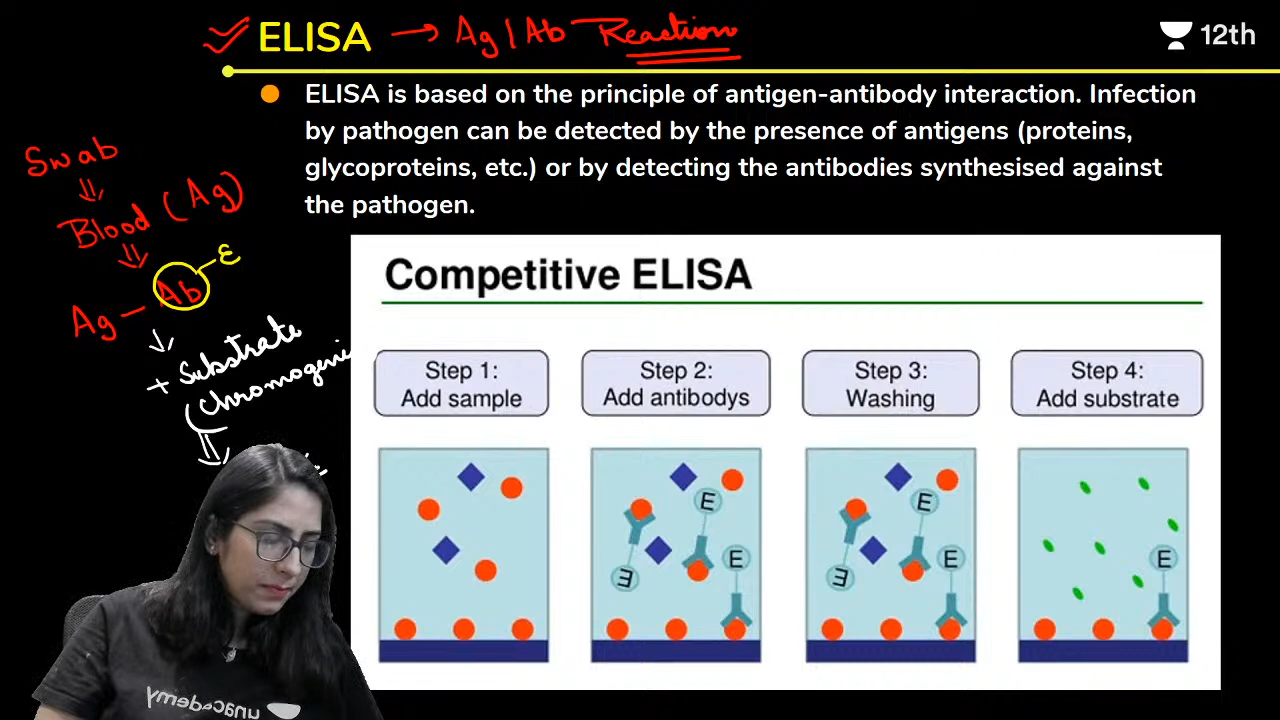 ELISA → Ag | Ab Reaction
12th
ELISA is based on the principle of antigen-antibody interaction. Infection
by pathogen can be detected by the presence of antigens (proteins,
glycoproteins, etc.) or by detecting the antibodies synthesised against
the pathogen.
Swab
Blood (Ag)
Ag - Ab - E
+ Substrate
(Chromogenic
Competitive ELISA
Step 1:
Add sample
Step 2:
Add antibodys
Step 3:
Washing
Step 4:
Add substrate
E
E
E
E
E
E
E
unacademy